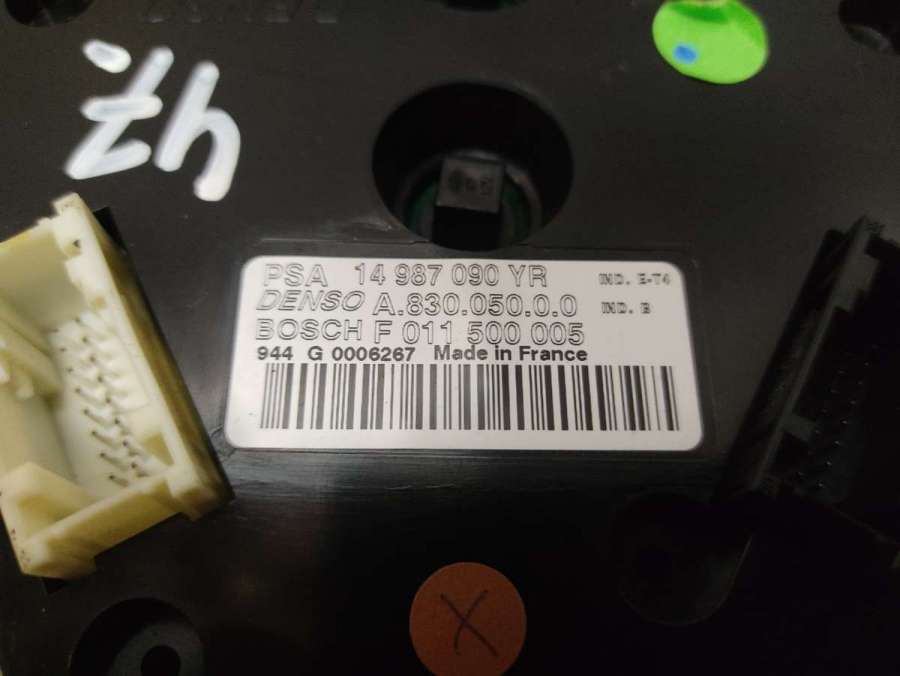 47.
PSA 14 987 090 YR IND. E-T4
DENSO A.830.050.0.0 IND. B
BOSCH F 011 500 005
944 G 0006267 Made in France
X